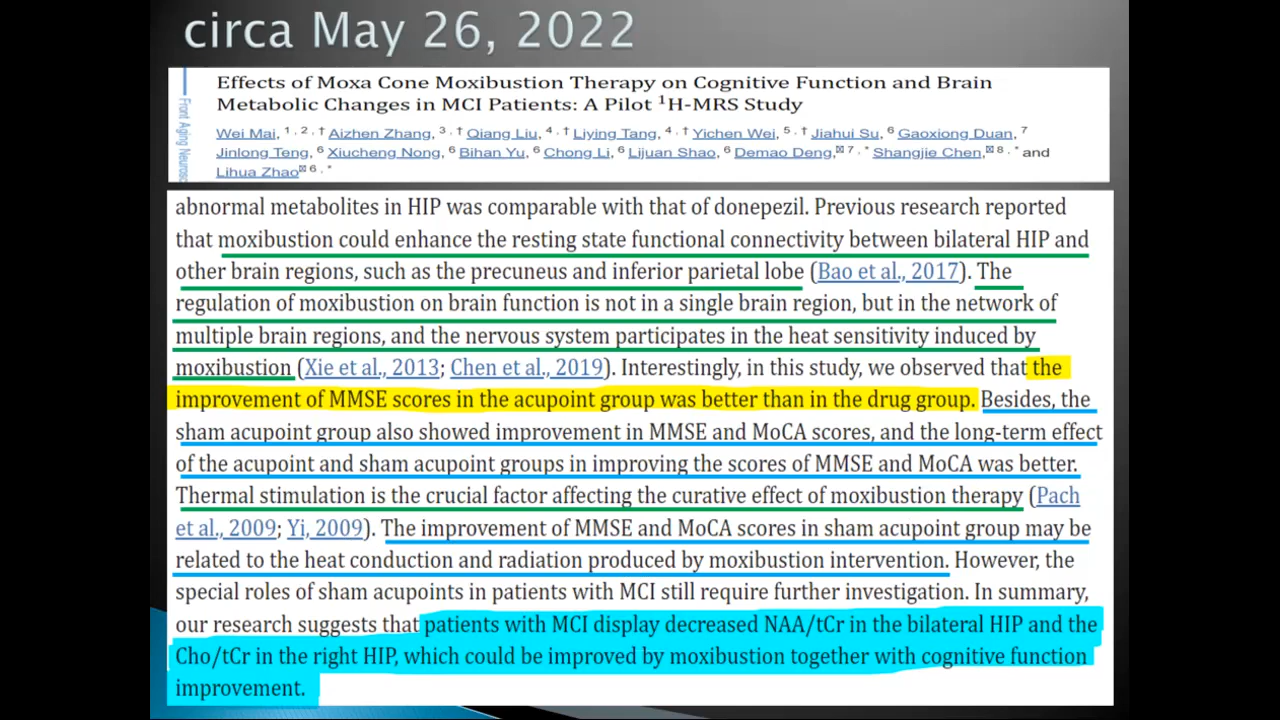 circa May 26, 2022
Effects of Moxa Cone Moxibustion Therapy on Cognitive Function and Brain
Metabolic Changes in MCI Patients: A Pilot ¹H-MRS Study
Front Aging Neurosc
Wei Mai, 1, 2, † Aizhen Zhang, 3, † Qiang Liu, 4, † Liying Tang, 4, † Yichen Wei, 5, † Jiahui Su, 6 Gaoxiong Duan, 7
Jinlong Teng, 6 Xiucheng Nong, 6 Bihan Yu, 6 Chong Li, 6 Lijuan Shao, 6 Demao Deng,✉ 7, * Shangjie Chen,✉ 8, * and
Lihua Zhao✉ 6, *
abnormal metabolites in HIP was comparable with that of donepezil. Previous research reported
that moxibustion could enhance the resting state functional connectivity between bilateral HIP and
other brain regions, such as the precuneus and inferior parietal lobe (Bao et al., 2017). The
regulation of moxibustion on brain function is not in a single brain region, but in the network of
multiple brain regions, and the nervous system participates in the heat sensitivity induced by
moxibustion (Xie et al., 2013; Chen et al., 2019). Interestingly, in this study, we observed that the
improvement of MMSE scores in the acupoint group was better than in the drug group. Besides, the
sham acupoint group also showed improvement in MMSE and MoCA scores, and the long-term effect
of the acupoint and sham acupoint groups in improving the scores of MMSE and MoCA was better.
Thermal stimulation is the crucial factor affecting the curative effect of moxibustion therapy (Pach
et al., 2009; Yi, 2009). The improvement of MMSE and MoCA scores in sham acupoint group may be
related to the heat conduction and radiation produced by moxibustion intervention. However, the
special roles of sham acupoints in patients with MCI still require further investigation. In summary,
our research suggests that patients with MCI display decreased NAA/tCr in the bilateral HIP and the
Cho/tCr in the right HIP, which could be improved by moxibustion together with cognitive function
improvement.